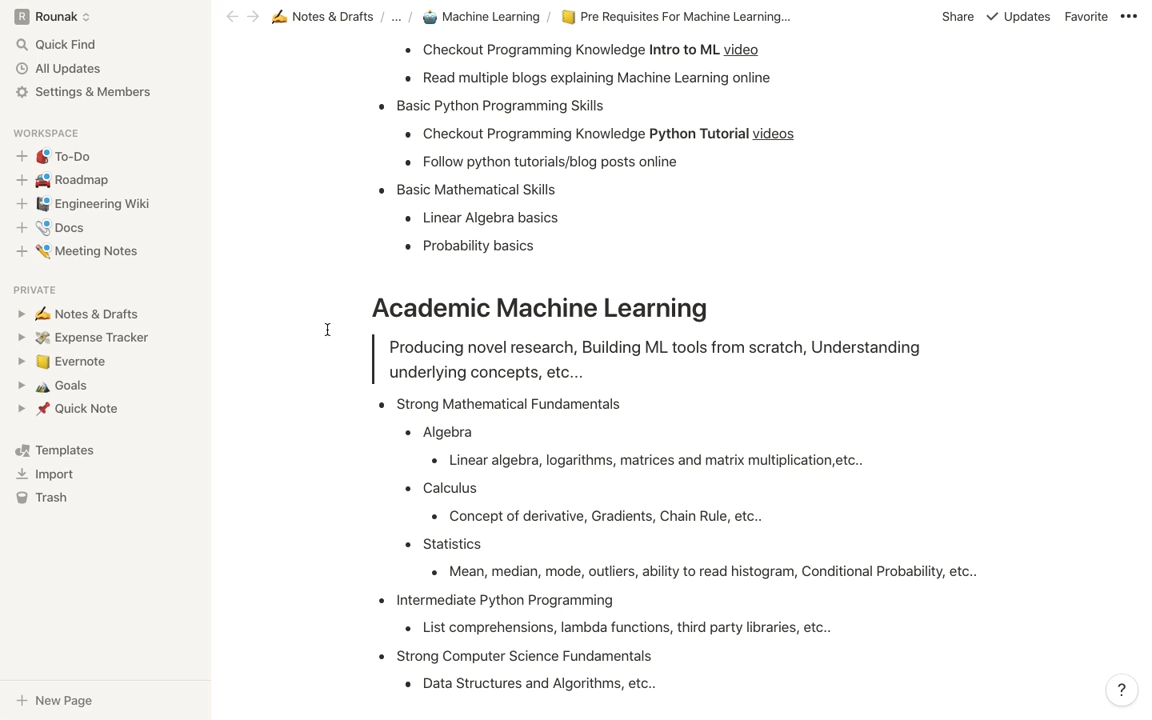 R Rounak
Quick Find
All Updates
Settings & Members
WORKSPACE
To-Do
Roadmap
Engineering Wiki
Docs
Meeting Notes
PRIVATE
Notes & Drafts
Expense Tracker
Evernote
Goals
Quick Note
Templates
Import
Trash
New Page
Notes & Drafts / ... / Machine Learning / Pre Requisites For Machine Learning...
Share Updates Favorite
Checkout Programming Knowledge Intro to ML video
Read multiple blogs explaining Machine Learning online
Basic Python Programming Skills
Checkout Programming Knowledge Python Tutorial videos
Follow python tutorials/blog posts online
Basic Mathematical Skills
Linear Algebra basics
Probability basics
Academic Machine Learning
Producing novel research, Building ML tools from scratch, Understanding
underlying concepts, etc...
Strong Mathematical Fundamentals
Algebra
Linear algebra, logarithms, matrices and matrix multiplication,etc..
Calculus
Concept of derivative, Gradients, Chain Rule, etc..
Statistics
Mean, median, mode, outliers, ability to read histogram, Conditional Probability, etc..
Intermediate Python Programming
List comprehensions, lambda functions, third party libraries, etc..
Strong Computer Science Fundamentals
Data Structures and Algorithms, etc..
?